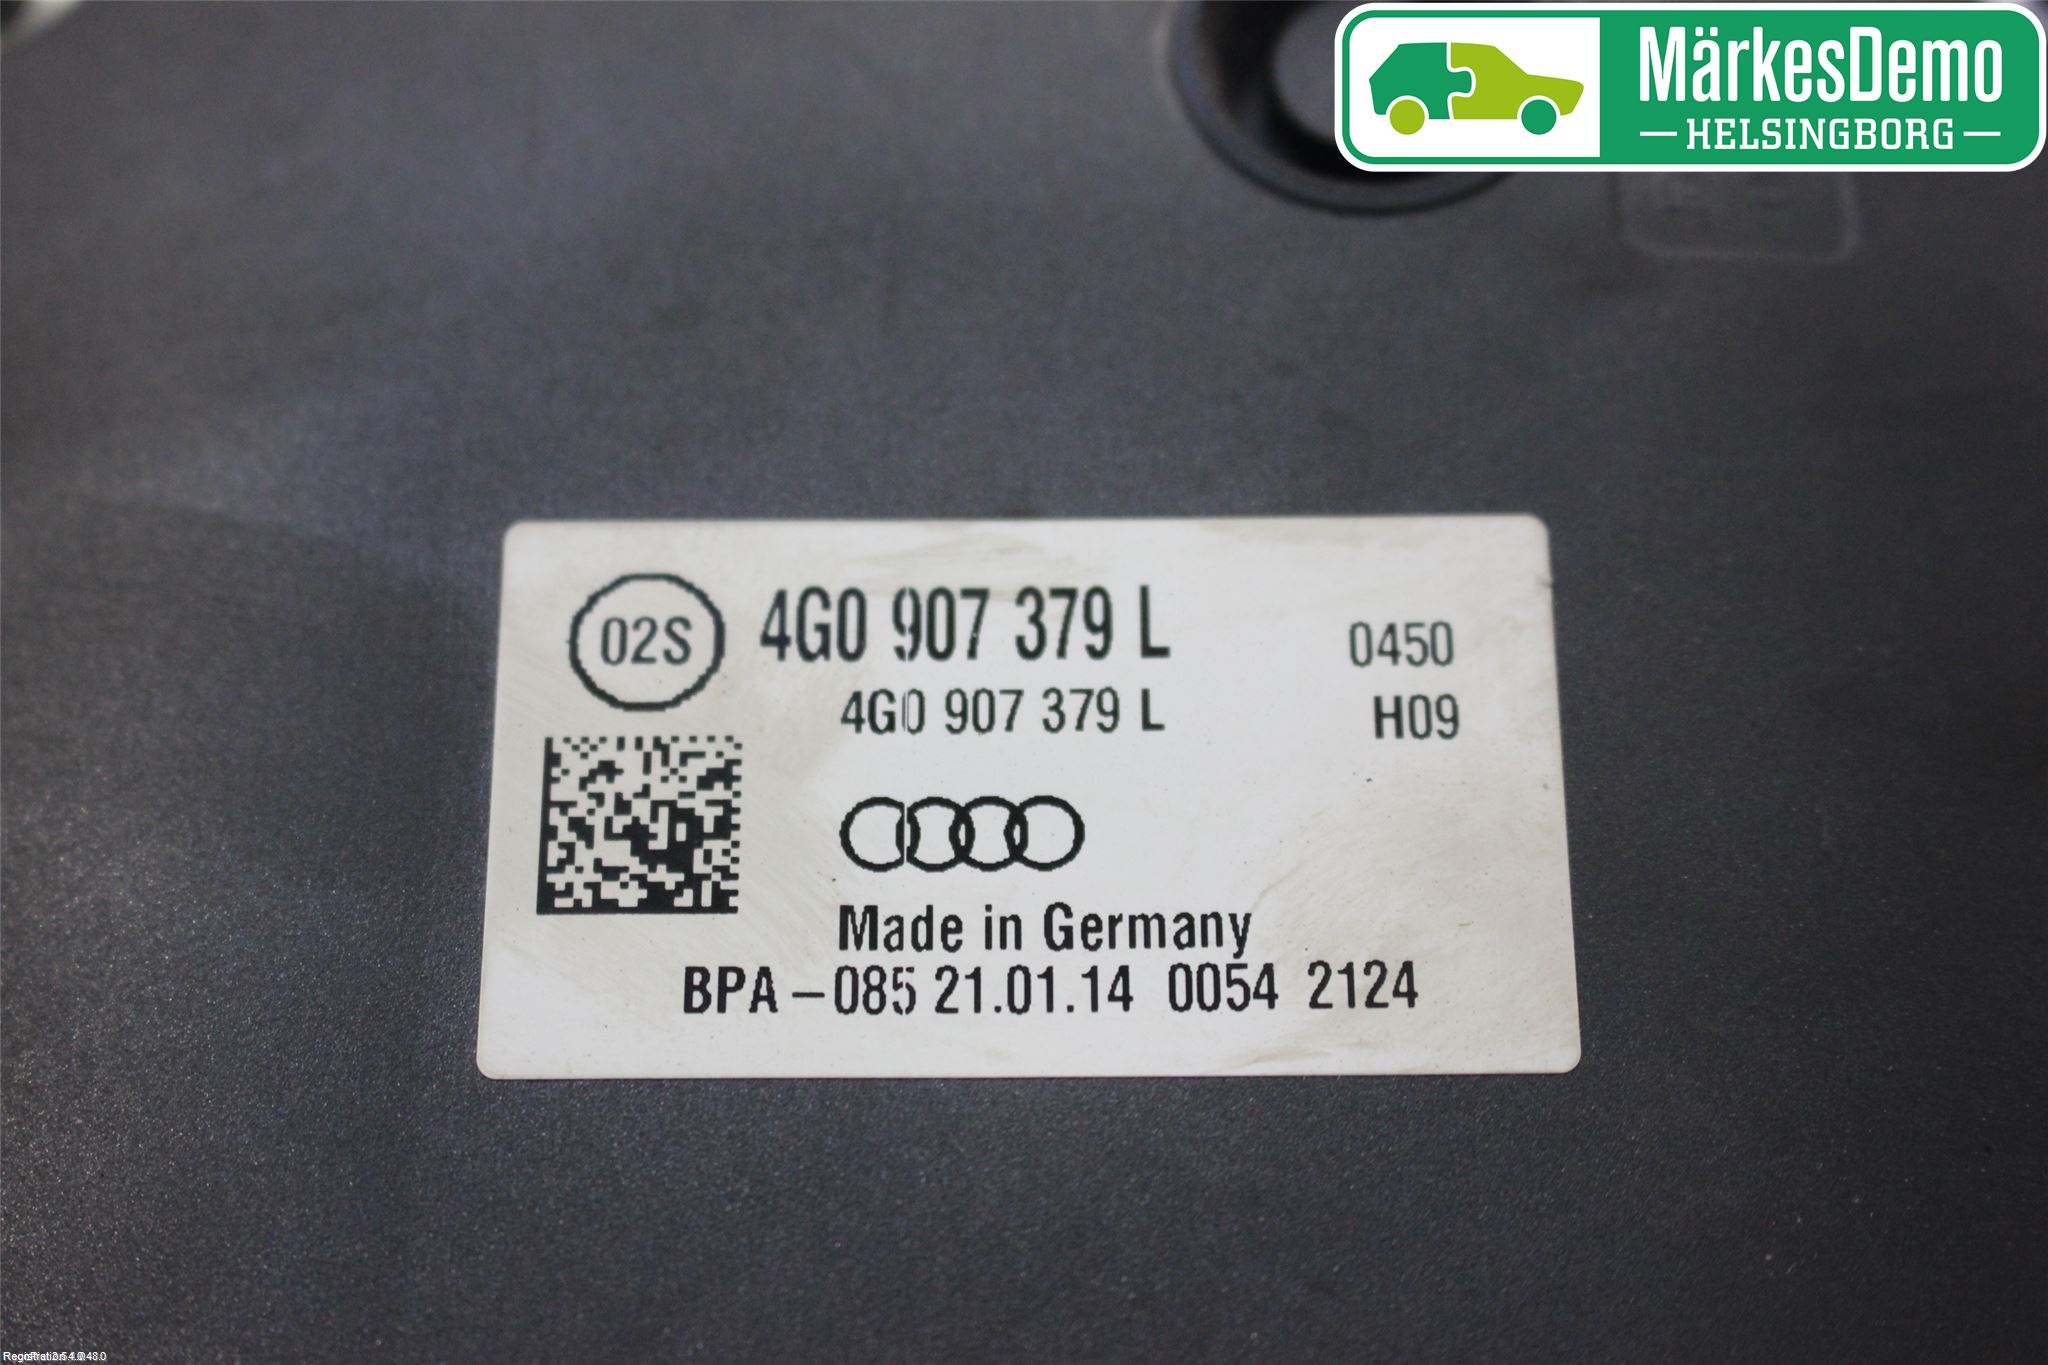 MärkesDemo
HELSINGBORG
02S
4G0 907 379 L
0450
4G0 907 379 L
H09
Made in Germany
BPA - 085 21.01.14 0054 2124